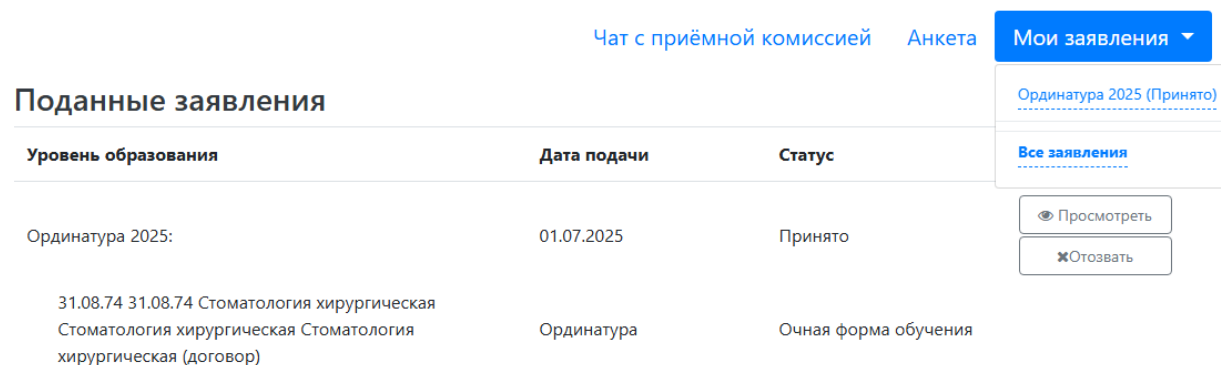 Чат с приёмной комиссией Анкета Мои заявления
Ординатура 2025 (Принято)
Все заявления
Поданные заявления
Уровень образования Дата подачи Статус
Ординатура 2025: 01.07.2025 Принято
Просмотреть
Отозвать
31.08.74 31.08.74 Стоматология хирургическая
Стоматология хирургическая Стоматология
хирургическая (договор)
Ординатура
Очная форма обучения